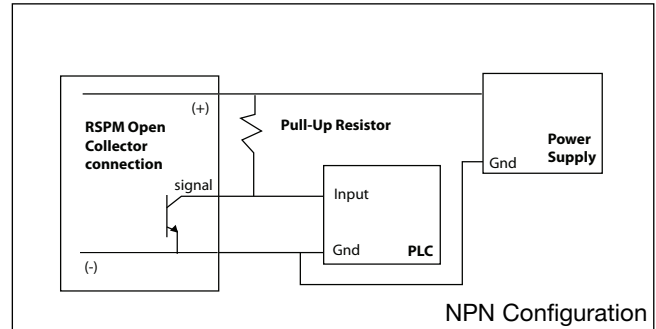 (+)
RSPM Open
Collector
connection
Pull-Up Resistor
Power
Supply
Gnd
signal
Input
Gnd
PLC
(-)
NPN Configuration